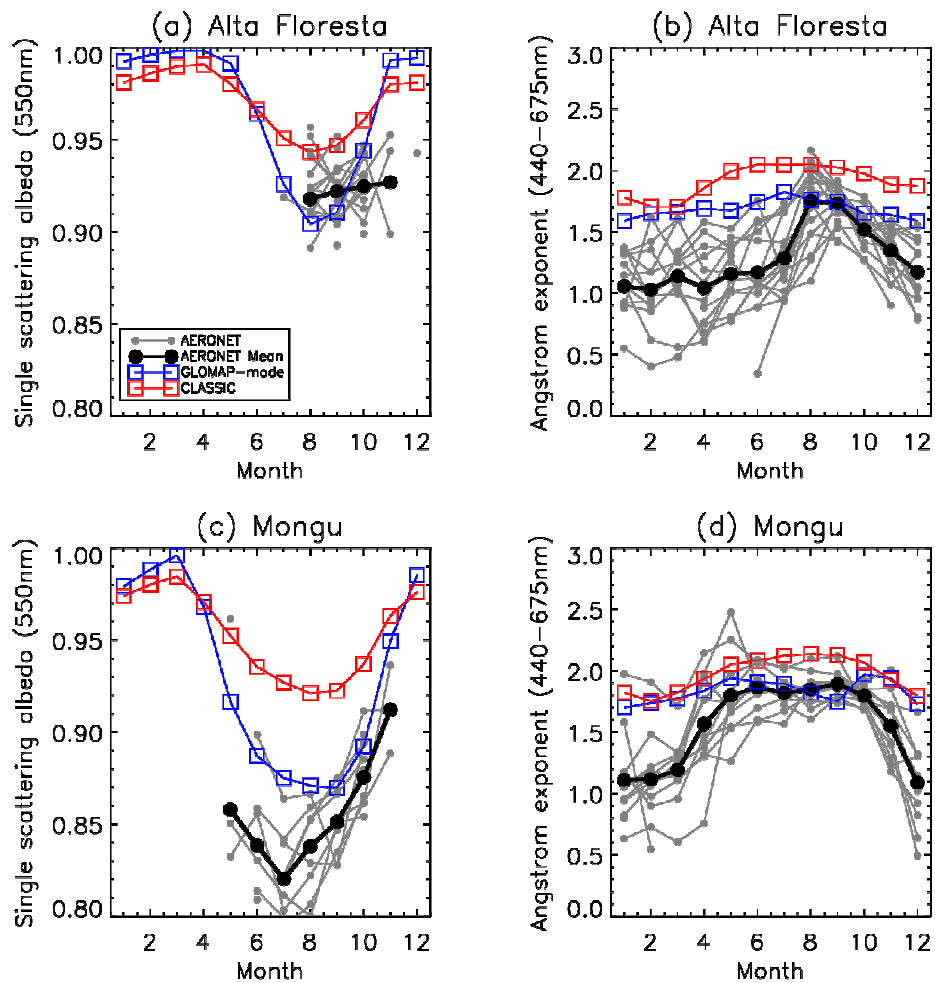 (a) Alta Floresta
Single scattering albedo (550nm)
1.00
0.95
0.90
0.85
0.80
AERONET
AERONET Mean
GLOMAP-mode
CLASSIC
2 4 6 8 10 12
Month
(b) Alta Floresta
Angstrom exponent (440-675nm)
3.0
2.5
2.0
1.5
1.0
0.5
0.0
2 4 6 8 10 12
Month
(c) Mongu
Single scattering albedo (550nm)
1.00
0.95
0.90
0.85
0.80
2 4 6 8 10 12
Month
(d) Mongu
Angstrom exponent (440-675nm)
3.0
2.5
2.0
1.5
1.0
0.5
0.0
2 4 6 8 10 12
Month